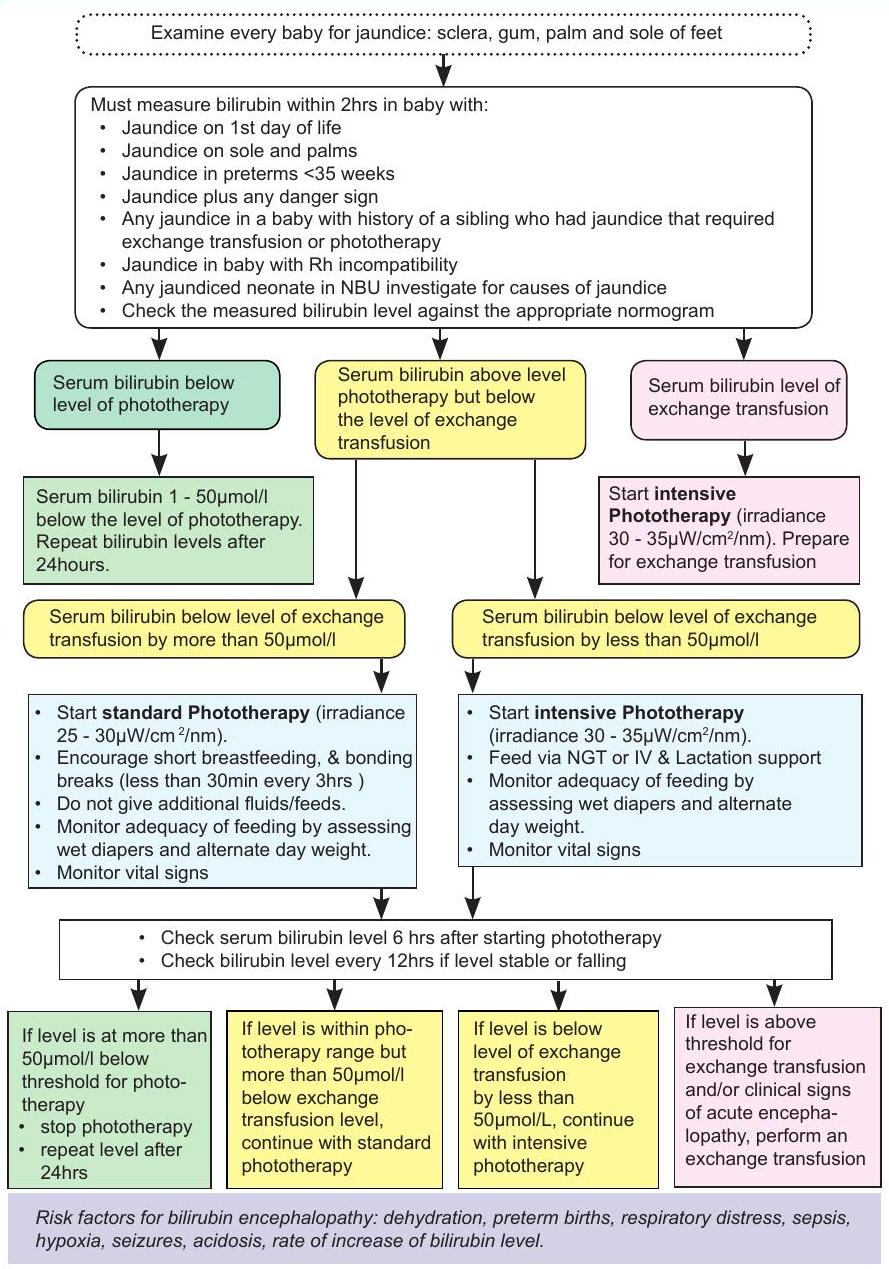 Examine every baby for jaundice: sclera, gum, palm and sole of feet
Must measure bilirubin within 2hrs in baby with:
• Jaundice on 1st day of life
• Jaundice on sole and palms
• Jaundice in preterms <35 weeks
• Jaundice plus any danger sign
• Any jaundice in a baby with history of a sibling who had jaundice that required
exchange transfusion or phototherapy
• Jaundice in baby with Rh incompatibility
• Any jaundiced neonate in NBU investigate for causes of jaundice
• Check the measured bilirubin level against the appropriate normogram
Serum bilirubin below
level of phototherapy
Serum bilirubin above level
phototherapy but below
the level of exchange
transfusion
Serum bilirubin level of
exchange transfusion
Serum bilirubin 1 - 50µmol/l
below the level of phototherapy.
Repeat bilirubin levels after
24hours.
Start intensive
Phototherapy (irradiance
30 - 35µW/cm²/nm). Prepare
for exchange transfusion
Serum bilirubin below level of exchange
transfusion by more than 50µmol/l
Serum bilirubin below level of exchange
transfusion by less than 50µmol/l
• Start standard Phototherapy (irradiance
25 - 30µW/cm²/nm).
• Encourage short breastfeeding, & bonding
breaks (less than 30min every 3hrs )
• Do not give additional fluids/feeds.
• Monitor adequacy of feeding by assessing
wet diapers and alternate day weight.
• Monitor vital signs
• Start intensive Phototherapy
(irradiance 30 - 35µW/cm²/nm).
• Feed via NGT or IV & Lactation support
• Monitor adequacy of feeding by
assessing wet diapers and alternate
day weight.
• Monitor vital signs
• Check serum bilirubin level 6 hrs after starting phototherapy
• Check bilirubin level every 12hrs if level stable or falling
If level is at more than
50µmol/l below
threshold for photo-
therapy
• stop phototherapy
• repeat level after
24hrs
If level is within pho-
totherapy range but
more than 50µmol/l
below exchange
transfusion level,
continue with standard
phototherapy
If level is below
level of exchange
transfusion
by less than
50µmol/L, continue
with intensive
phototherapy
If level is above
threshold for
exchange transfusion
and/or clinical signs
of acute encepha-
lopathy, perform an
exchange transfusion
Risk factors for bilirubin encephalopathy: dehydration, preterm births, respiratory distress, sepsis,
hypoxia, seizures, acidosis, rate of increase of bilirubin level.